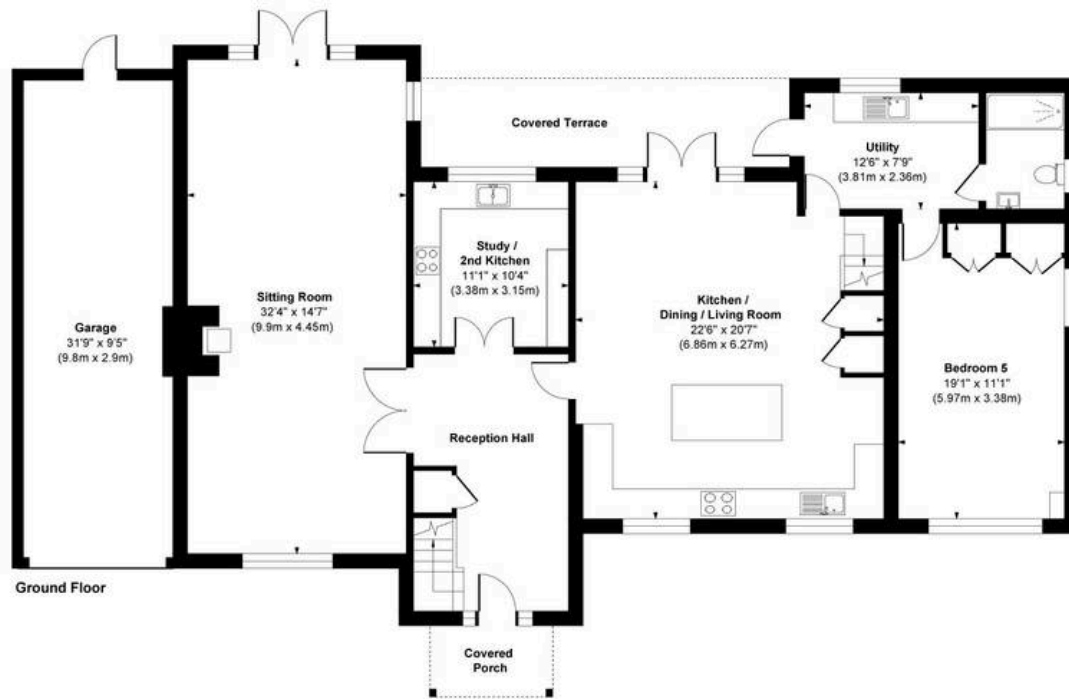 Covered Terrace
Utility
12'6" x 7'9"
(3.81m x 2.36m)
Study /
2nd Kitchen
11'1" x 10'4"
(3.38m x 3.15m)
Sitting Room
32'4" x 14'7"
(9.9m x 4.45m)
Kitchen /
Dining / Living Room
22'6" x 20'7"
(6.86m x 6.27m)
Garage
31'9" x 9'5"
(9.8m x 2.9m)
Bedroom 5
19'1" x 11'1"
(5.97m x 3.38m)
Reception Hall
Ground Floor
Covered
Porch